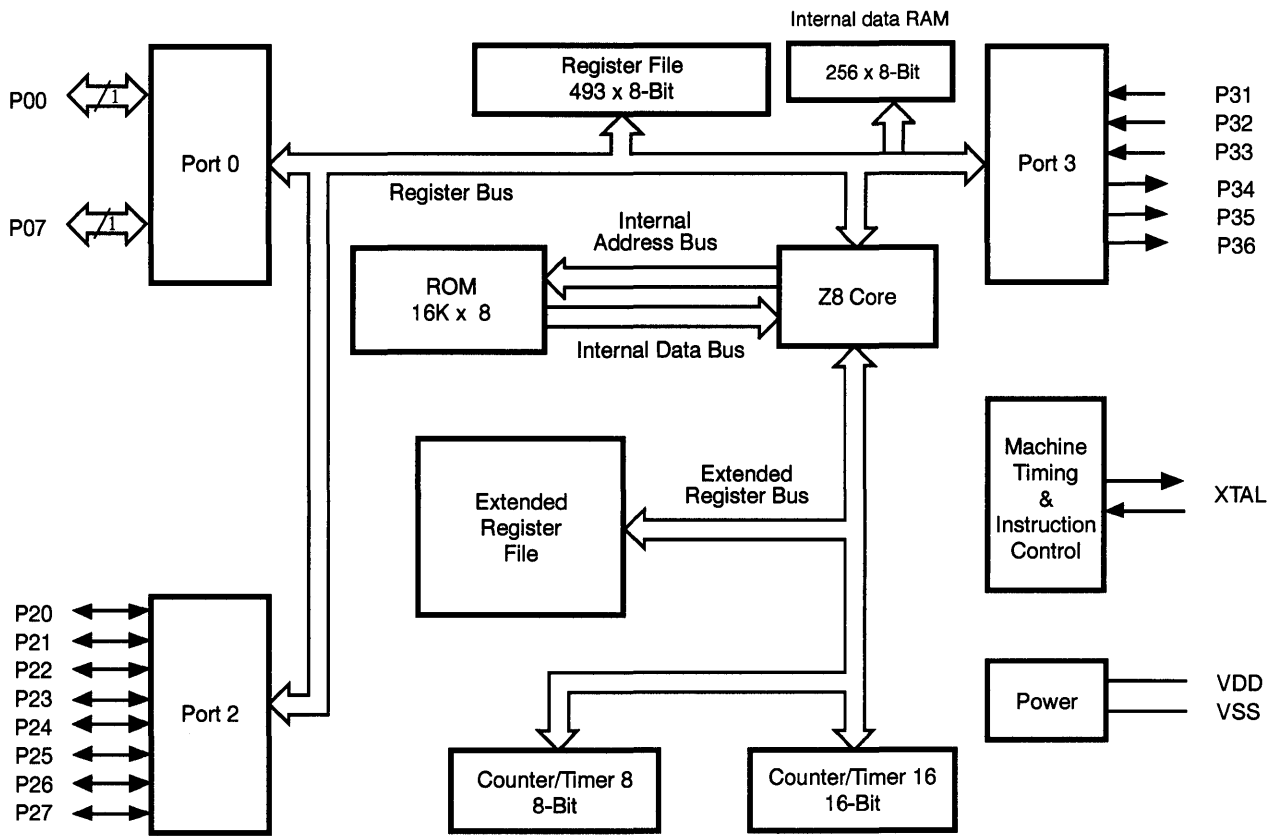 Internal data RAM
Register File
493 x 8-Bit
256 x 8-Bit
P00
1
P07
1
Port 0
Register Bus
Port 3
P31
P32
P33
P34
P35
P36
Internal
Address Bus
ROM
16K x 8
Z8 Core
Internal Data Bus
Extended
Register
File
Extended
Register Bus
Machine
Timing
&
Instruction
Control
XTAL
P20
P21
P22
P23
P24
P25
P26
P27
Port 2
Power
VDD
VSS
Counter/Timer 8
8-Bit
Counter/Timer 16
16-Bit